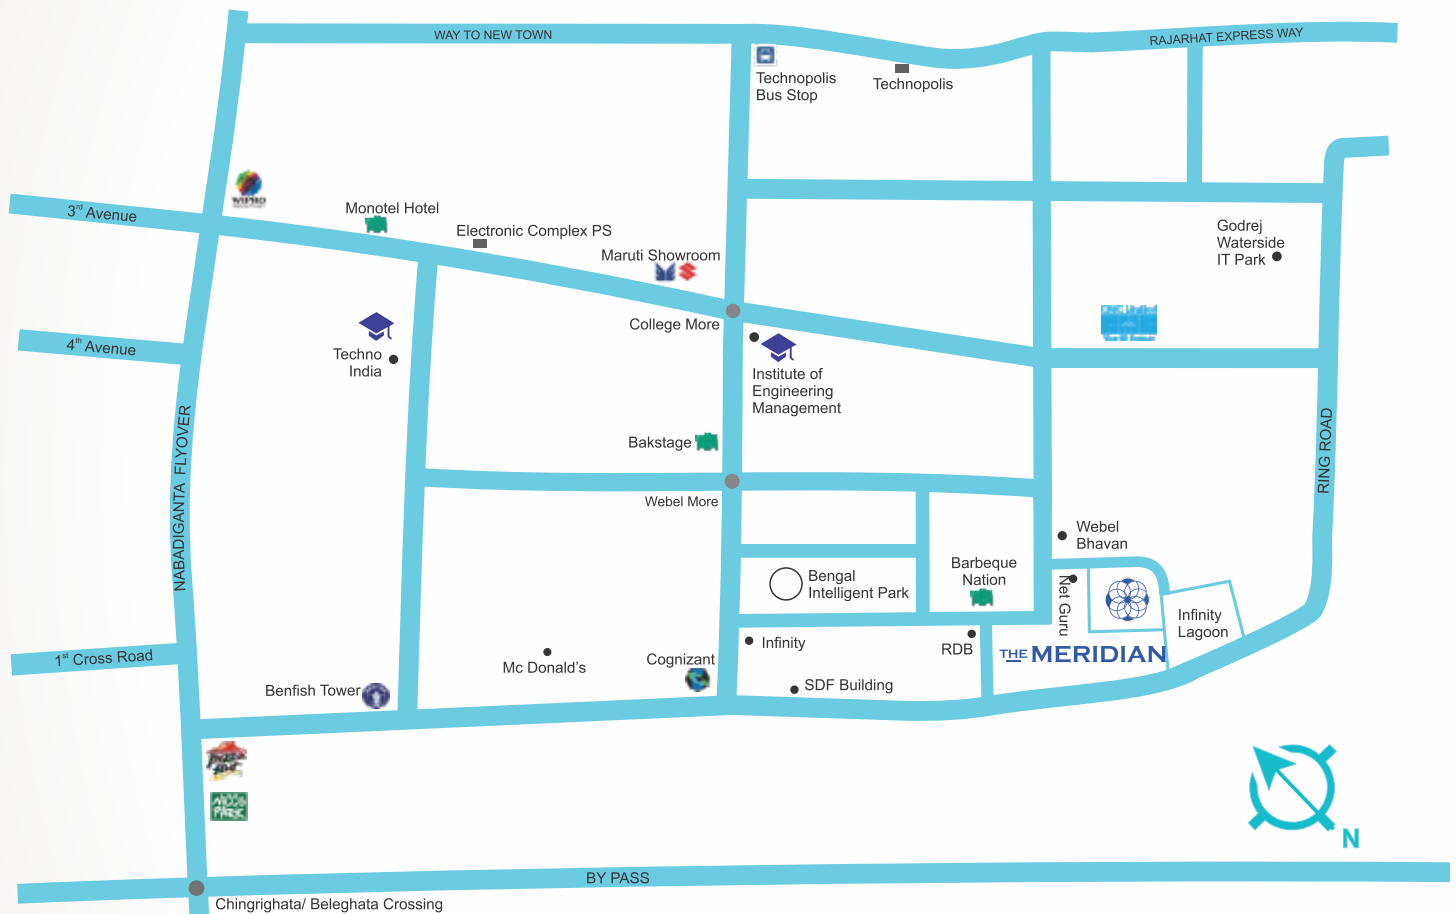 WAY TO NEW TOWN
RAJARHAT EXPRESS WAY
Technopolis
Bus Stop
Technopolis
WIPRO
3rd Avenue
Monotel Hotel
Electronic Complex PS
Maruti Showroom
Godrej
Waterside
IT Park
College More
4th Avenue
Techno
India
Institute of
Engineering
Management
NABADIGANTA FLYOVER
RING ROAD
Bakstage
Webel More
Webel
Bhavan
Barbeque
Nation
Bengal
Intelligent Park
Net Guru
Infinity
Lagoon
Infinity
RDB
THE MERIDIAN
1st Cross Road
Mc Donald's
Cognizant
Benfish Tower
SDF Building
NICCO
PARK
N
BY PASS
Chingrighata/ Beleghata Crossing